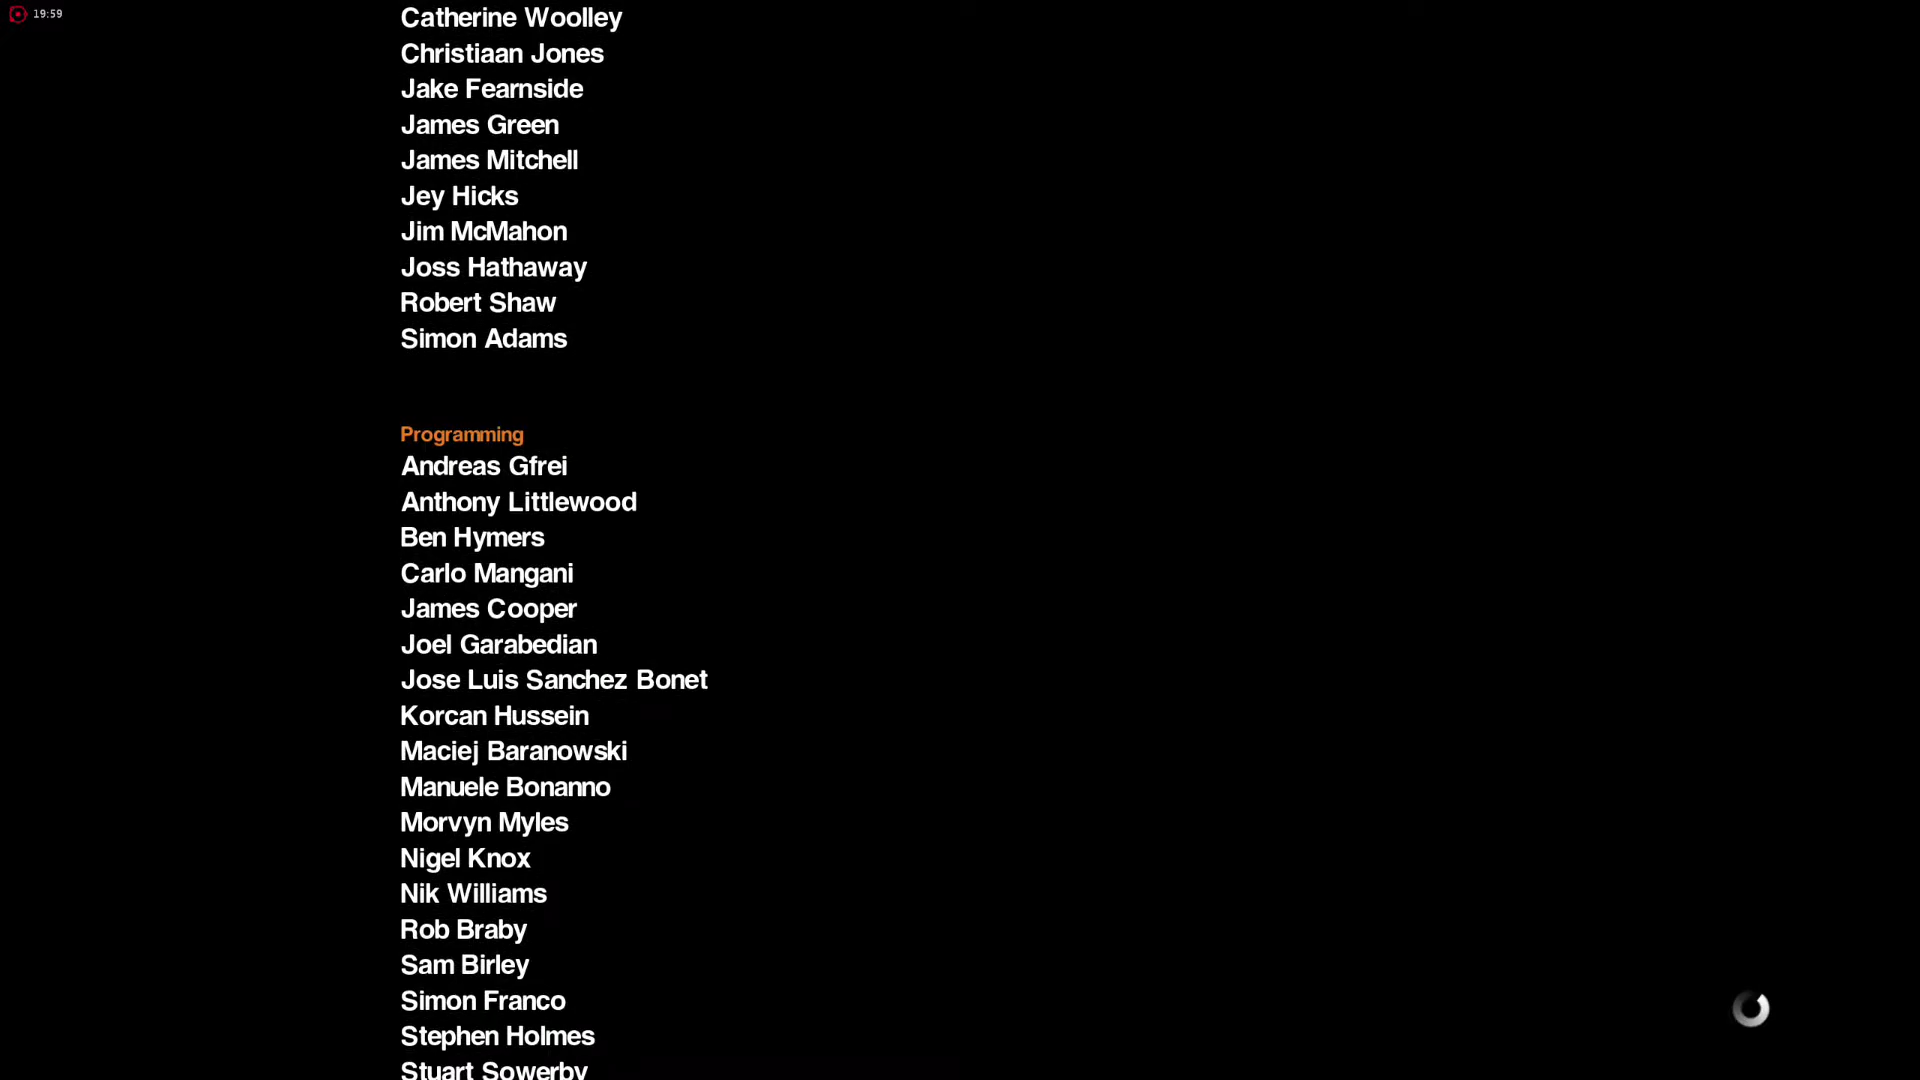 19:59
Catherine Woolley
Christiaan Jones
Jake Fearnside
James Green
James Mitchell
Jey Hicks
Jim McMahon
Joss Hathaway
Robert Shaw
Simon Adams
Programming
Andreas Gfrei
Anthony Littlewood
Ben Hymers
Carlo Mangani
James Cooper
Joel Garabedian
Jose Luis Sanchez Bonet
Korcan Hussein
Maciej Baranowski
Manuele Bonanno
Morvyn Myles
Nigel Knox
Nik Williams
Rob Braby
Sam Birley
Simon Franco
Stephen Holmes
Stuart Sowerby